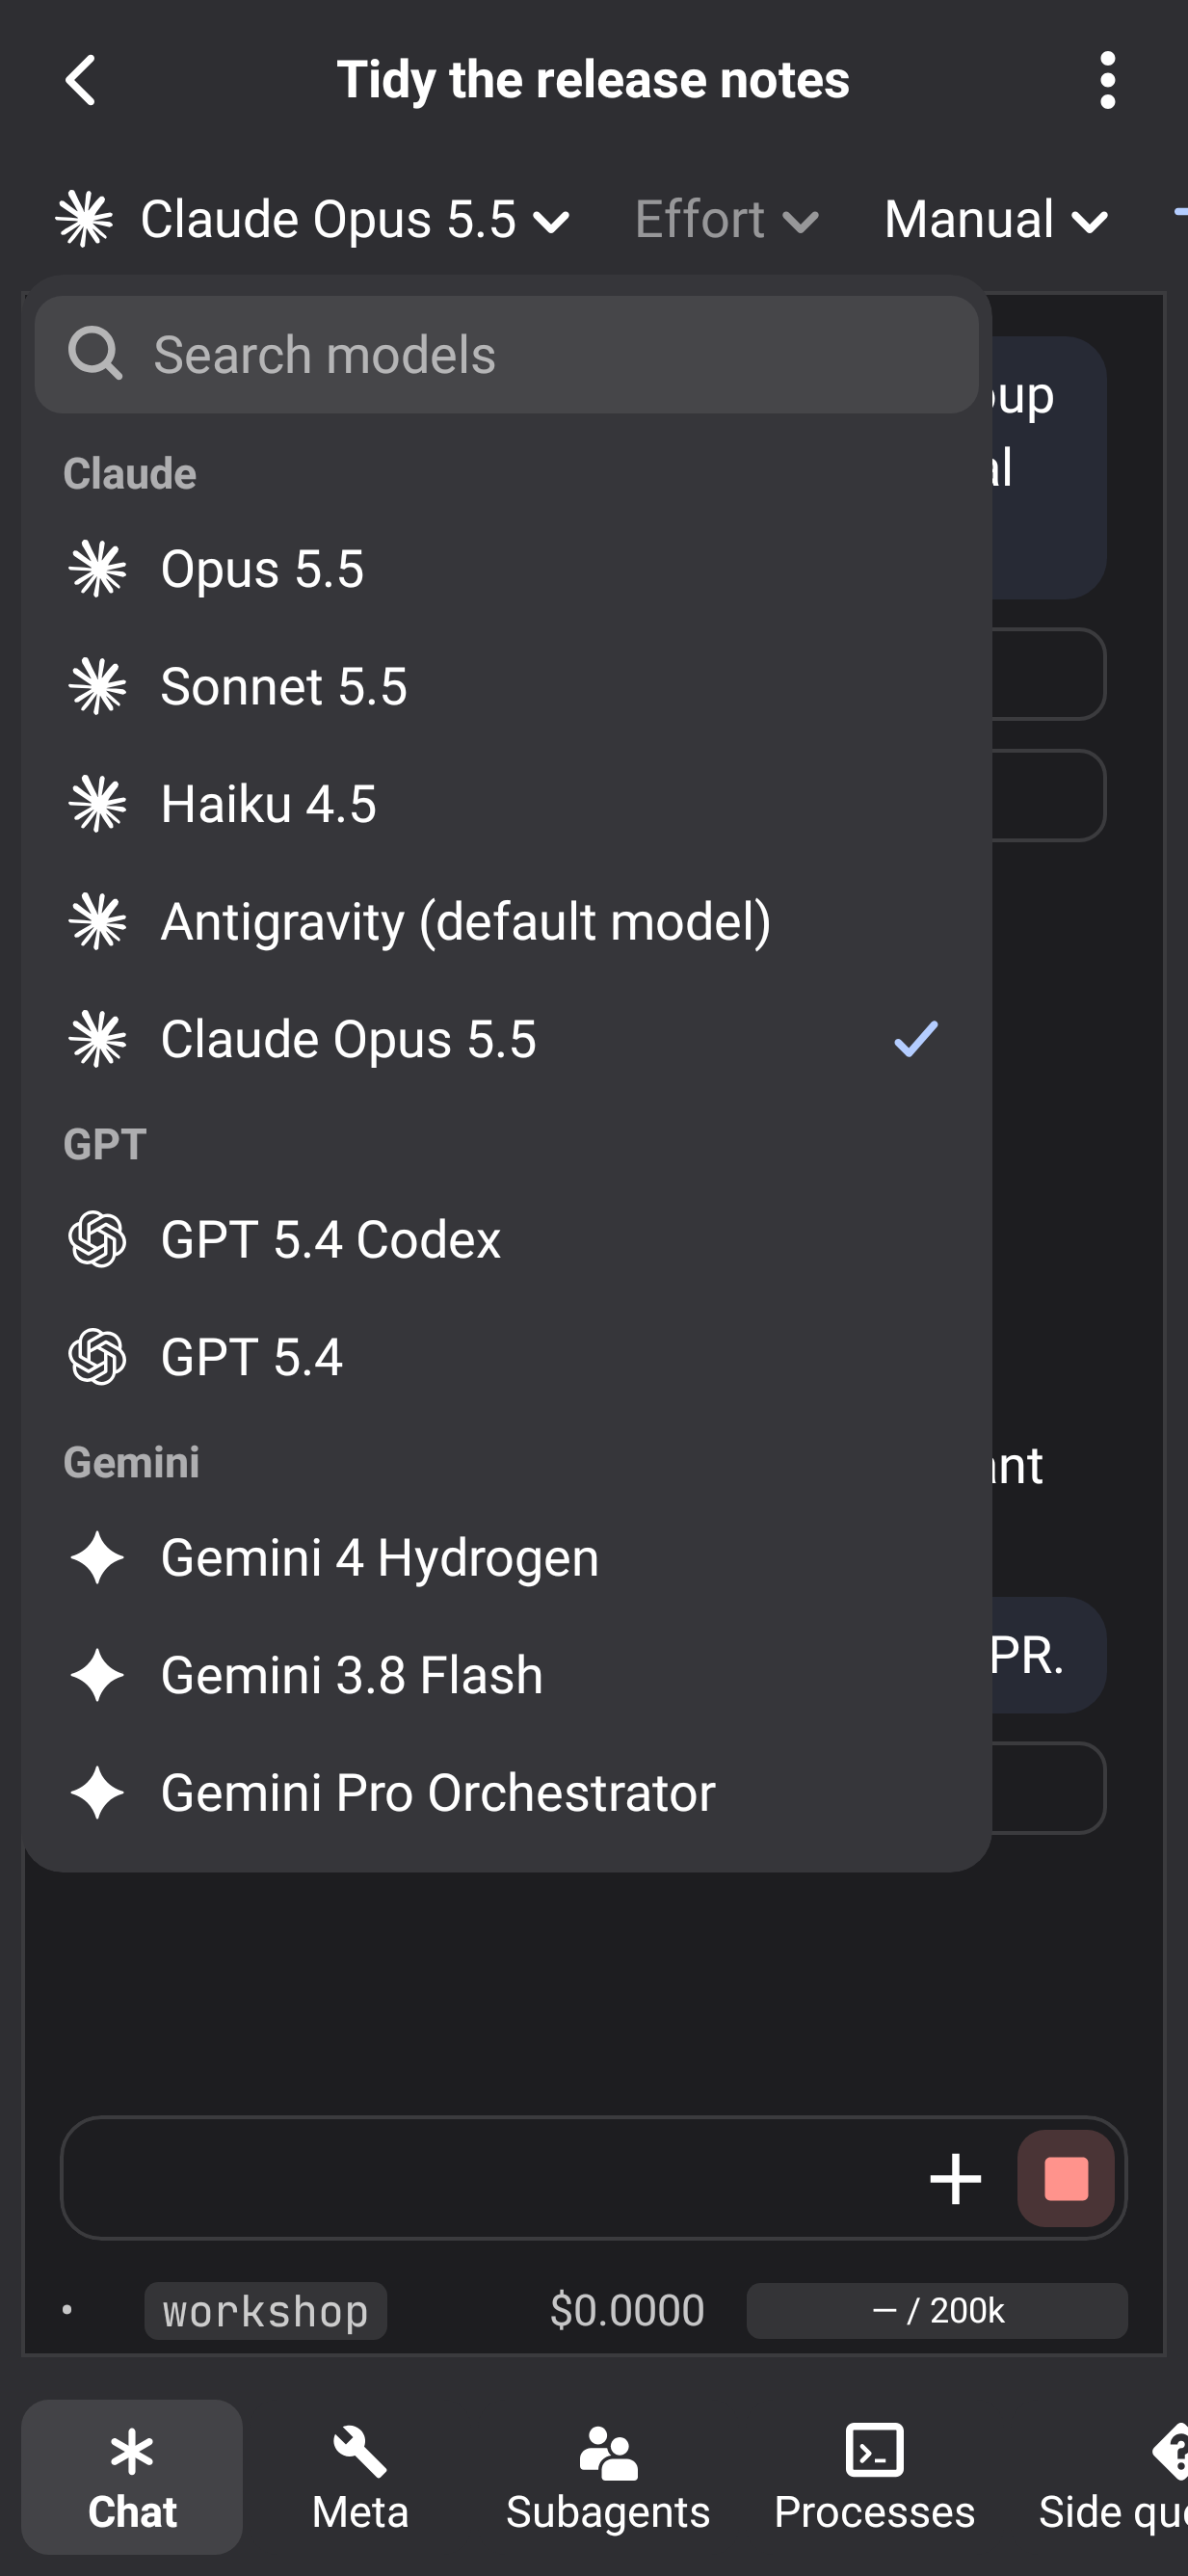 Tidy the release notes
Claude Opus 5.5
Effort
Manual
Search models
Claude
Opus 5.5
Sonnet 5.5
Haiku 4.5
Antigravity (default model)
Claude Opus 5.5
GPT
GPT 5.4 Codex
GPT 5.4
Gemini
Gemini 4 Hydrogen
PR.
Gemini 3.8 Flash
Gemini Pro Orchestrator
workshop
$0.0000
– / 200k
Chat
Meta
Subagents
Processes
Side